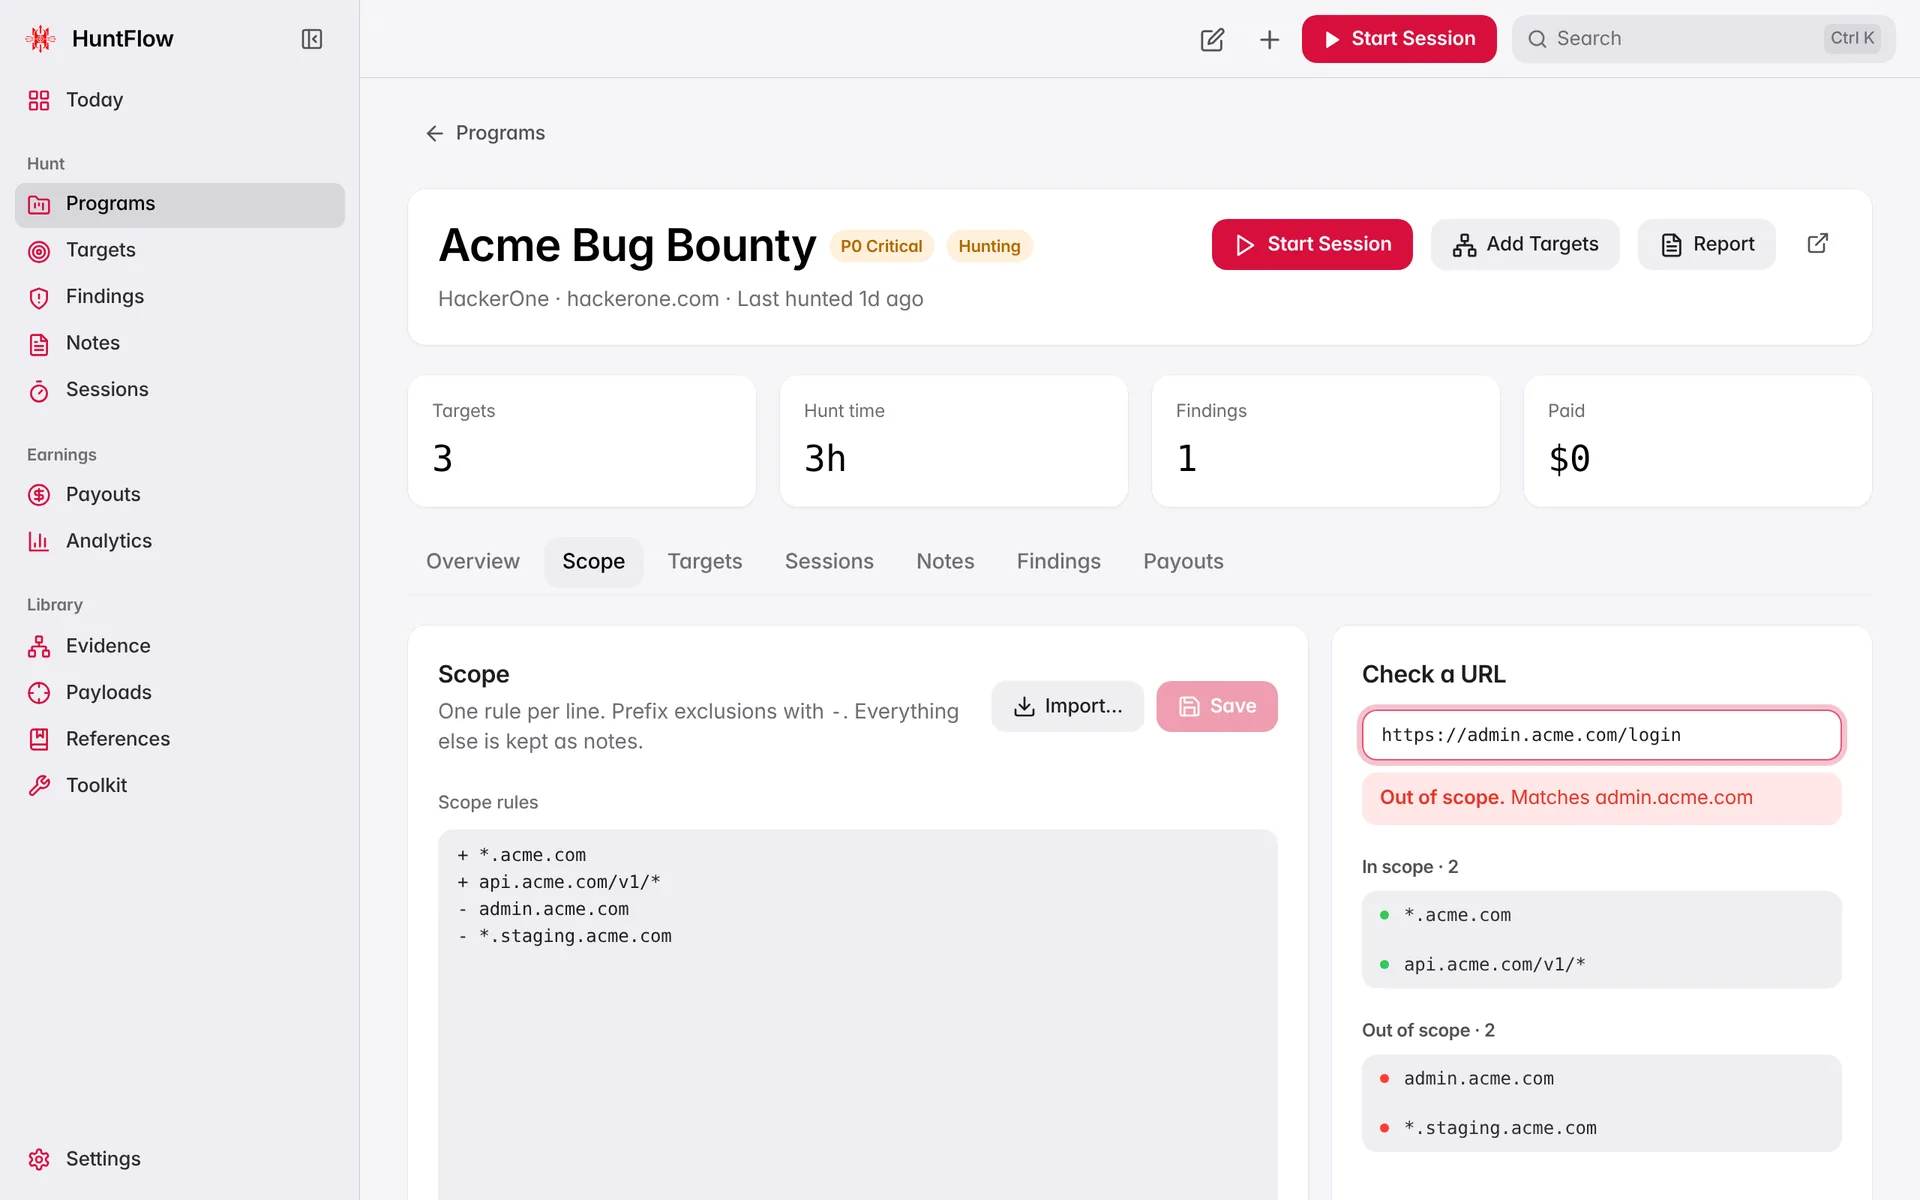 HuntFlow
Today
Hunt
Programs
Targets
Findings
Notes
Sessions
Earnings
Payouts
Analytics
Library
Evidence
Payloads
References
Toolkit
Settings
Start Session
Search
Ctrl K
Programs
Acme Bug Bounty
P0 Critical
Hunting
HackerOne · hackerone.com · Last hunted 1d ago
Start Session
Add Targets
Report
Targets
3
Hunt time
3h
Findings
1
Paid
$0
Overview
Scope
Targets
Sessions
Notes
Findings
Payouts
Scope
One rule per line. Prefix exclusions with -. Everything
else is kept as notes.
Import...
Save
Scope rules
+ *.acme.com
+ api.acme.com/v1/*
- admin.acme.com
- *.staging.acme.com
Check a URL
https://admin.acme.com/login
Out of scope. Matches admin.acme.com
In scope · 2
*.acme.com
api.acme.com/v1/*
Out of scope · 2
admin.acme.com
*.staging.acme.com